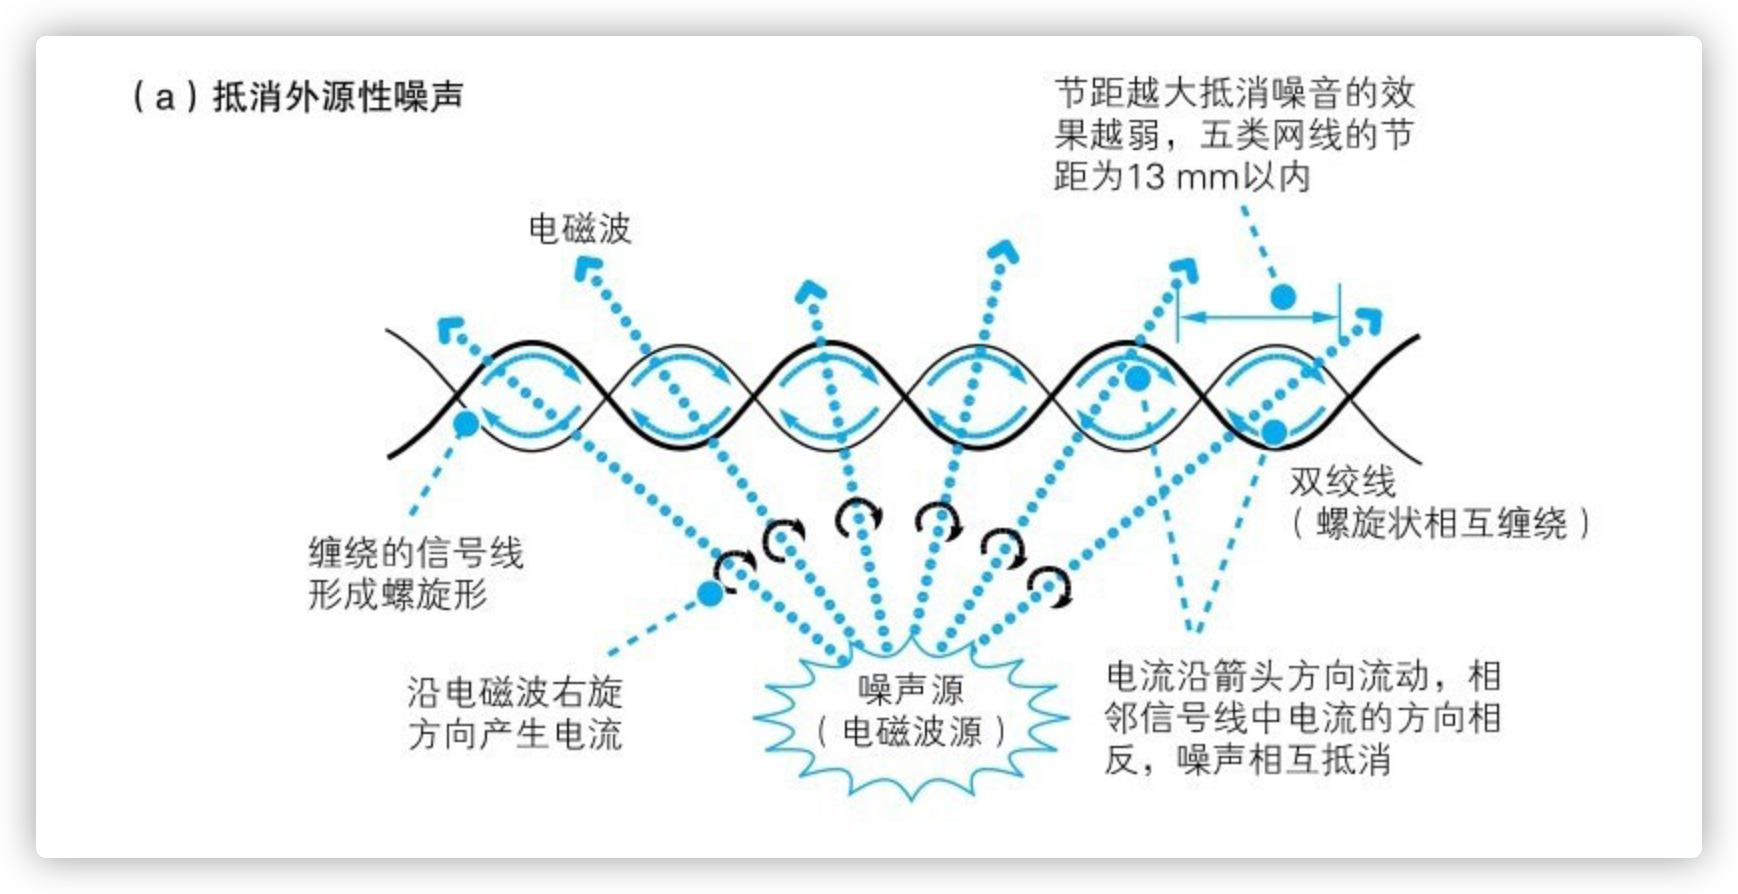 （a）抵消外源性噪声
节距越大抵消噪音的效
果越弱，五类网线的节
距为13 mm以内
电磁波
双绞线
（螺旋状相互缠绕）
缠绕的信号线
形成螺旋形
沿电磁波右旋
方向产生电流
噪声源
（电磁波源）
电流沿箭头方向流动，相
邻信号线中电流的方向相
反，噪声相互抵消